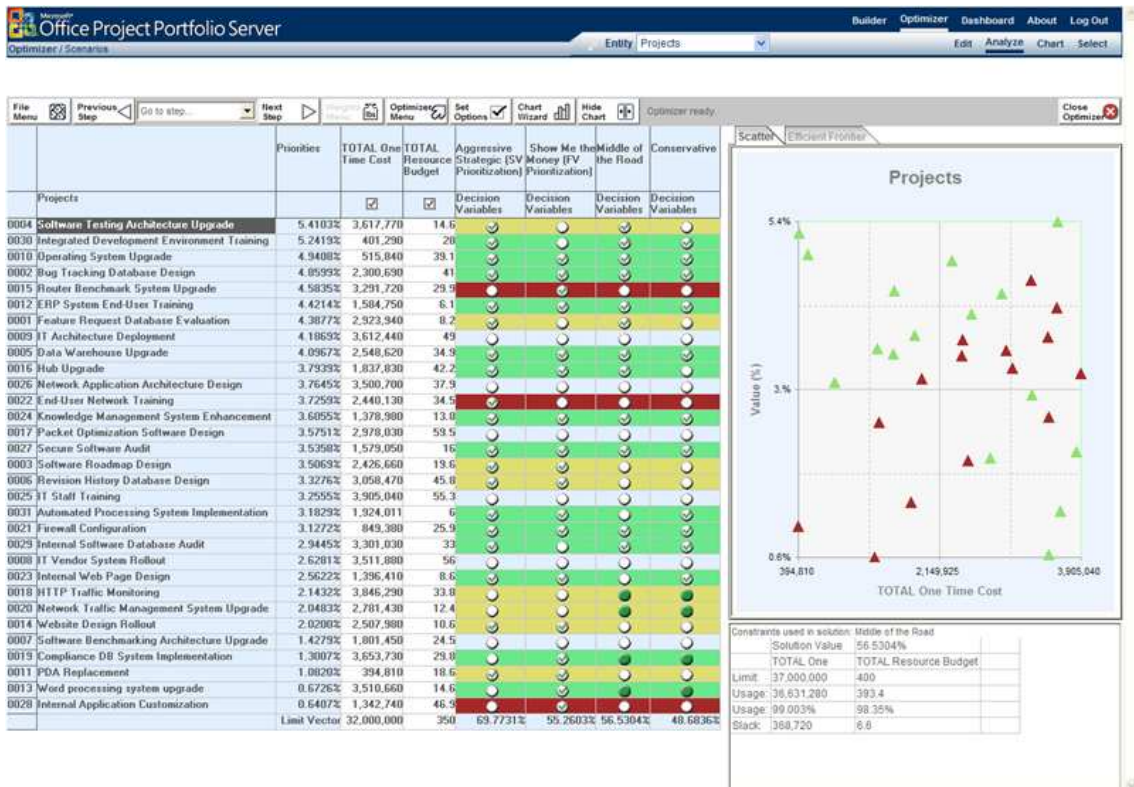 Microsoft®
Office Project Portfolio Server
Builder Optimizer Dashboard About Log Out
Optimizer / Scenarios
Entity Projects
Edit Analyze Chart Select
File Menu Previous Step Go to step... Next Step Optimizer Menu Set Options Chart Wizard Hide Chart Optimizer ready. Close Optimizer
Priorities TOTAL One Time Cost TOTAL Resource Budget Aggressive Strategic (SV Prioritization) Show Me the Money (FV Priontization) Middle of the Road Conservative
Projects Decision Variables Decision Variables Decision Variables Decision Variables
0004 Software Testing Architecture Upgrade 5.4103% 3,617,770 14.6
0030 Integrated Development Environment Training 5.2419% 401,290 28
0010 Operating System Upgrade 4.9408% 515,840 39.1
0002 Bug Tracking Database Design 4.8599% 2,300,690 41
0015 Router Benchmark System Upgrade 4.5835% 3,291,720 29.9
0012 ERP System End-User Training 4.4214% 1,584,750 6.1
0001 Feature Request Database Evaluation 4.3877% 2,923,940 8.2
0009 IT Architecture Deployment 4.1869% 3,612,440 49
0005 Data Warehouse Upgrade 4.0967% 2,548,620 34.9
0016 Hub Upgrade 3.7939% 1,837,830 42.2
0026 Network Application Architecture Design 3.7645% 3,500,700 37.9
0022 End-User Network Training 3.7259% 2,440,130 34.5
0024 Knowledge Management System Enhancement 3.6055% 1,378,980 13.8
0017 Packet Optimization Software Design 3.5751% 2,978,030 59.5
0027 Secure Software Audit 3.5358% 1,579,050 16
0003 Software Roadmap Design 3.5069% 2,426,660 19.6
0006 Revision History Database Design 3.3276% 3,058,470 45.8
0025 IT Staff Training 3.2555% 3,905,040 55.3
0031 Automated Processing System Implementation 3.1829% 1,924,011 6
0021 Firewall Configuration 3.1272% 849,380 25.9
0029 Internal Software Database Audit 2.9445% 3,301,030 33
0008 IT Vendor System Rollout 2.6281% 3,511,880 56
0023 Internal Web Page Design 2.5622% 1,396,410 8.6
0018 HTTP Traffic Monitoring 2.1432% 3,846,290 33.8
0020 Network Traffic Management System Upgrade 2.0483% 2,781,430 12.4
0014 Website Design Rollout 2.0200% 2,507,980 10.6
0007 Software Benchmarking Architecture Upgrade 1.4279% 1,801,450 24.5
0019 Compliance DB System Implementation 1.3007% 3,653,730 29.8
0011 PDA Replacement 1.0820% 394,810 18.6
0013 Word processing system upgrade 0.6726% 3,510,660 14.6
0028 Internal Application Customization 0.6407% 1,342,740 46.9
Limit Vector 32,000,000 350 69.7731% 55.2603% 56.5304% 48.6836%
Scatter Efficient Frontier
Projects
5.4%
3.%
0.6%
Value (%)
394,810 2,149,925 3,905,040
TOTAL One Time Cost
Constraints used in solution: Middle of the Road
Solution Value 56.5304%
TOTAL One TOTAL Resource Budget
Limit 37,000,000 400
Usage: 36,631,280 393.4
Usage: 99.003% 98.35%
Slack: 368,720 6.6